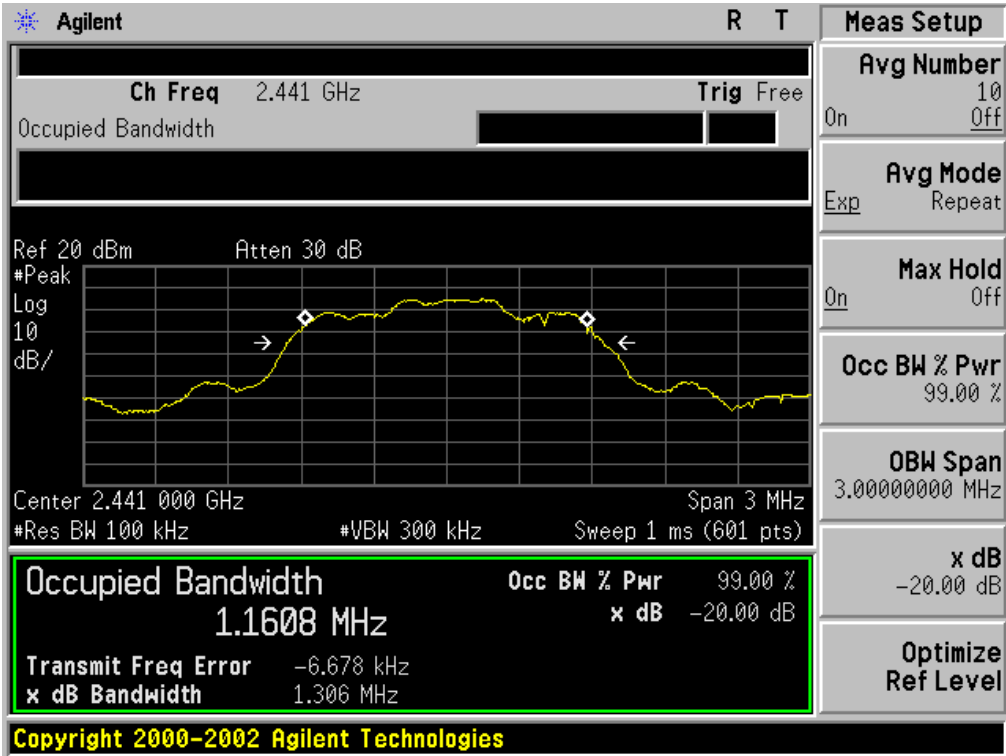 Agilent R T
Ch Freq 2.441 GHz Trig Free
Occupied Bandwidth
Ref 20 dBm Atten 30 dB
#Peak
Log
10
dB/
Center 2.441 000 GHz Span 3 MHz
#Res BW 100 kHz #VBW 300 kHz Sweep 1 ms (601 pts)
Occupied Bandwidth Occ BW % Pwr 99.00 %
1.1608 MHz x dB -20.00 dB
Transmit Freq Error -6.678 kHz
x dB Bandwidth 1.306 MHz
Copyright 2000-2002 Agilent Technologies
Meas Setup
Avg Number
10
On Off
Avg Mode
Exp Repeat
Max Hold
On Off
Occ BW % Pwr
99.00 %
OBW Span
3.00000000 MHz
x dB
-20.00 dB
Optimize
Ref Level